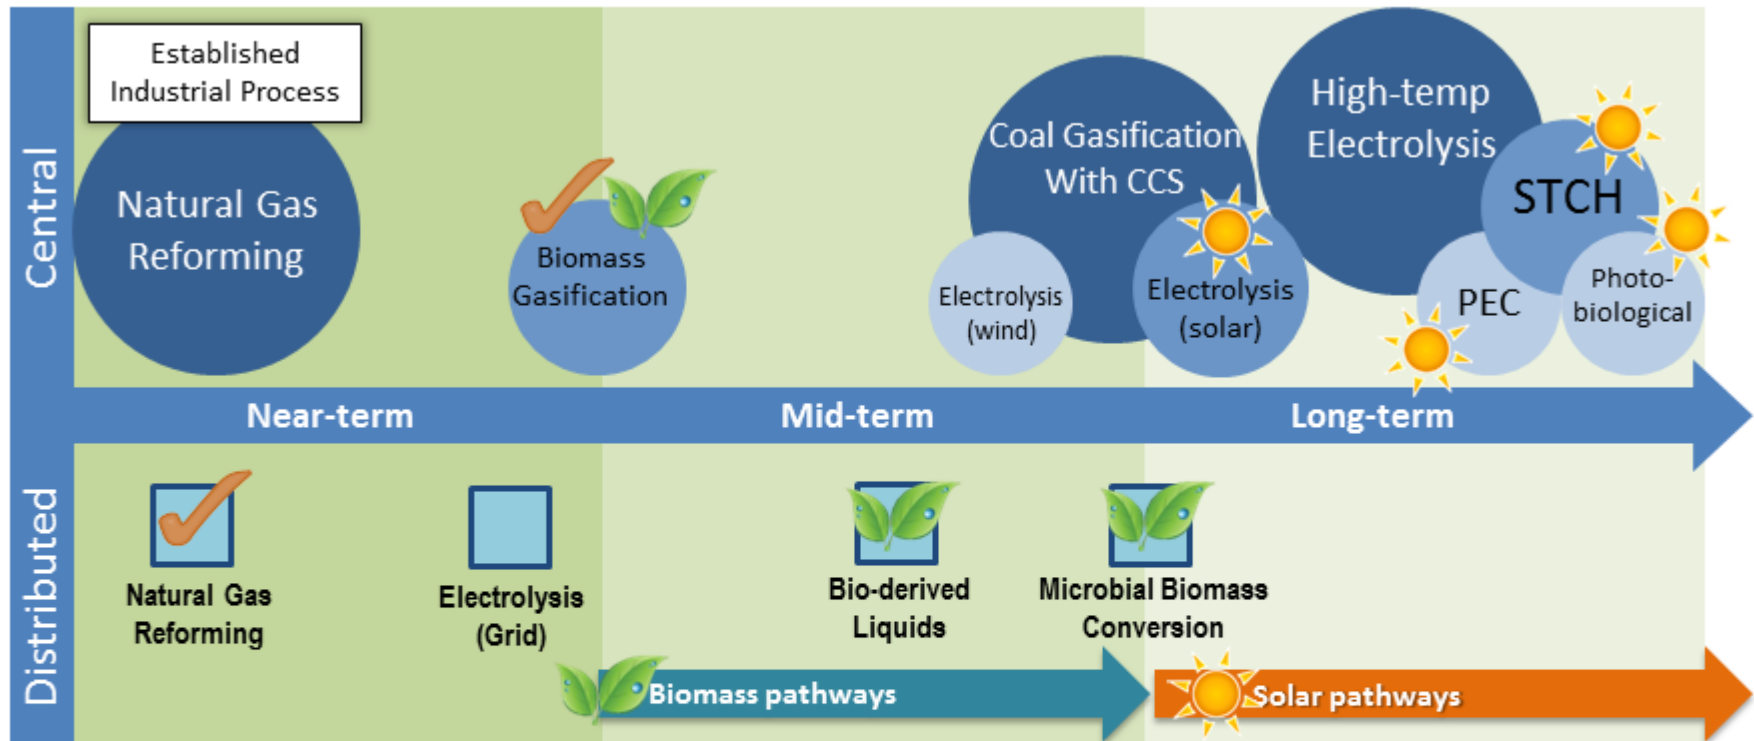 Central
Established
Industrial Process
Natural Gas
Reforming
Biomass
Gasification
Coal Gasification
With CCS
Electrolysis
(wind)
Electrolysis
(solar)
High-temp
Electrolysis
STCH
PEC
Photo-
biological
Near-term
Mid-term
Long-term
Distributed
Natural Gas
Reforming
Electrolysis
(Grid)
Bio-derived
Liquids
Microbial Biomass
Conversion
Biomass pathways
Solar pathways